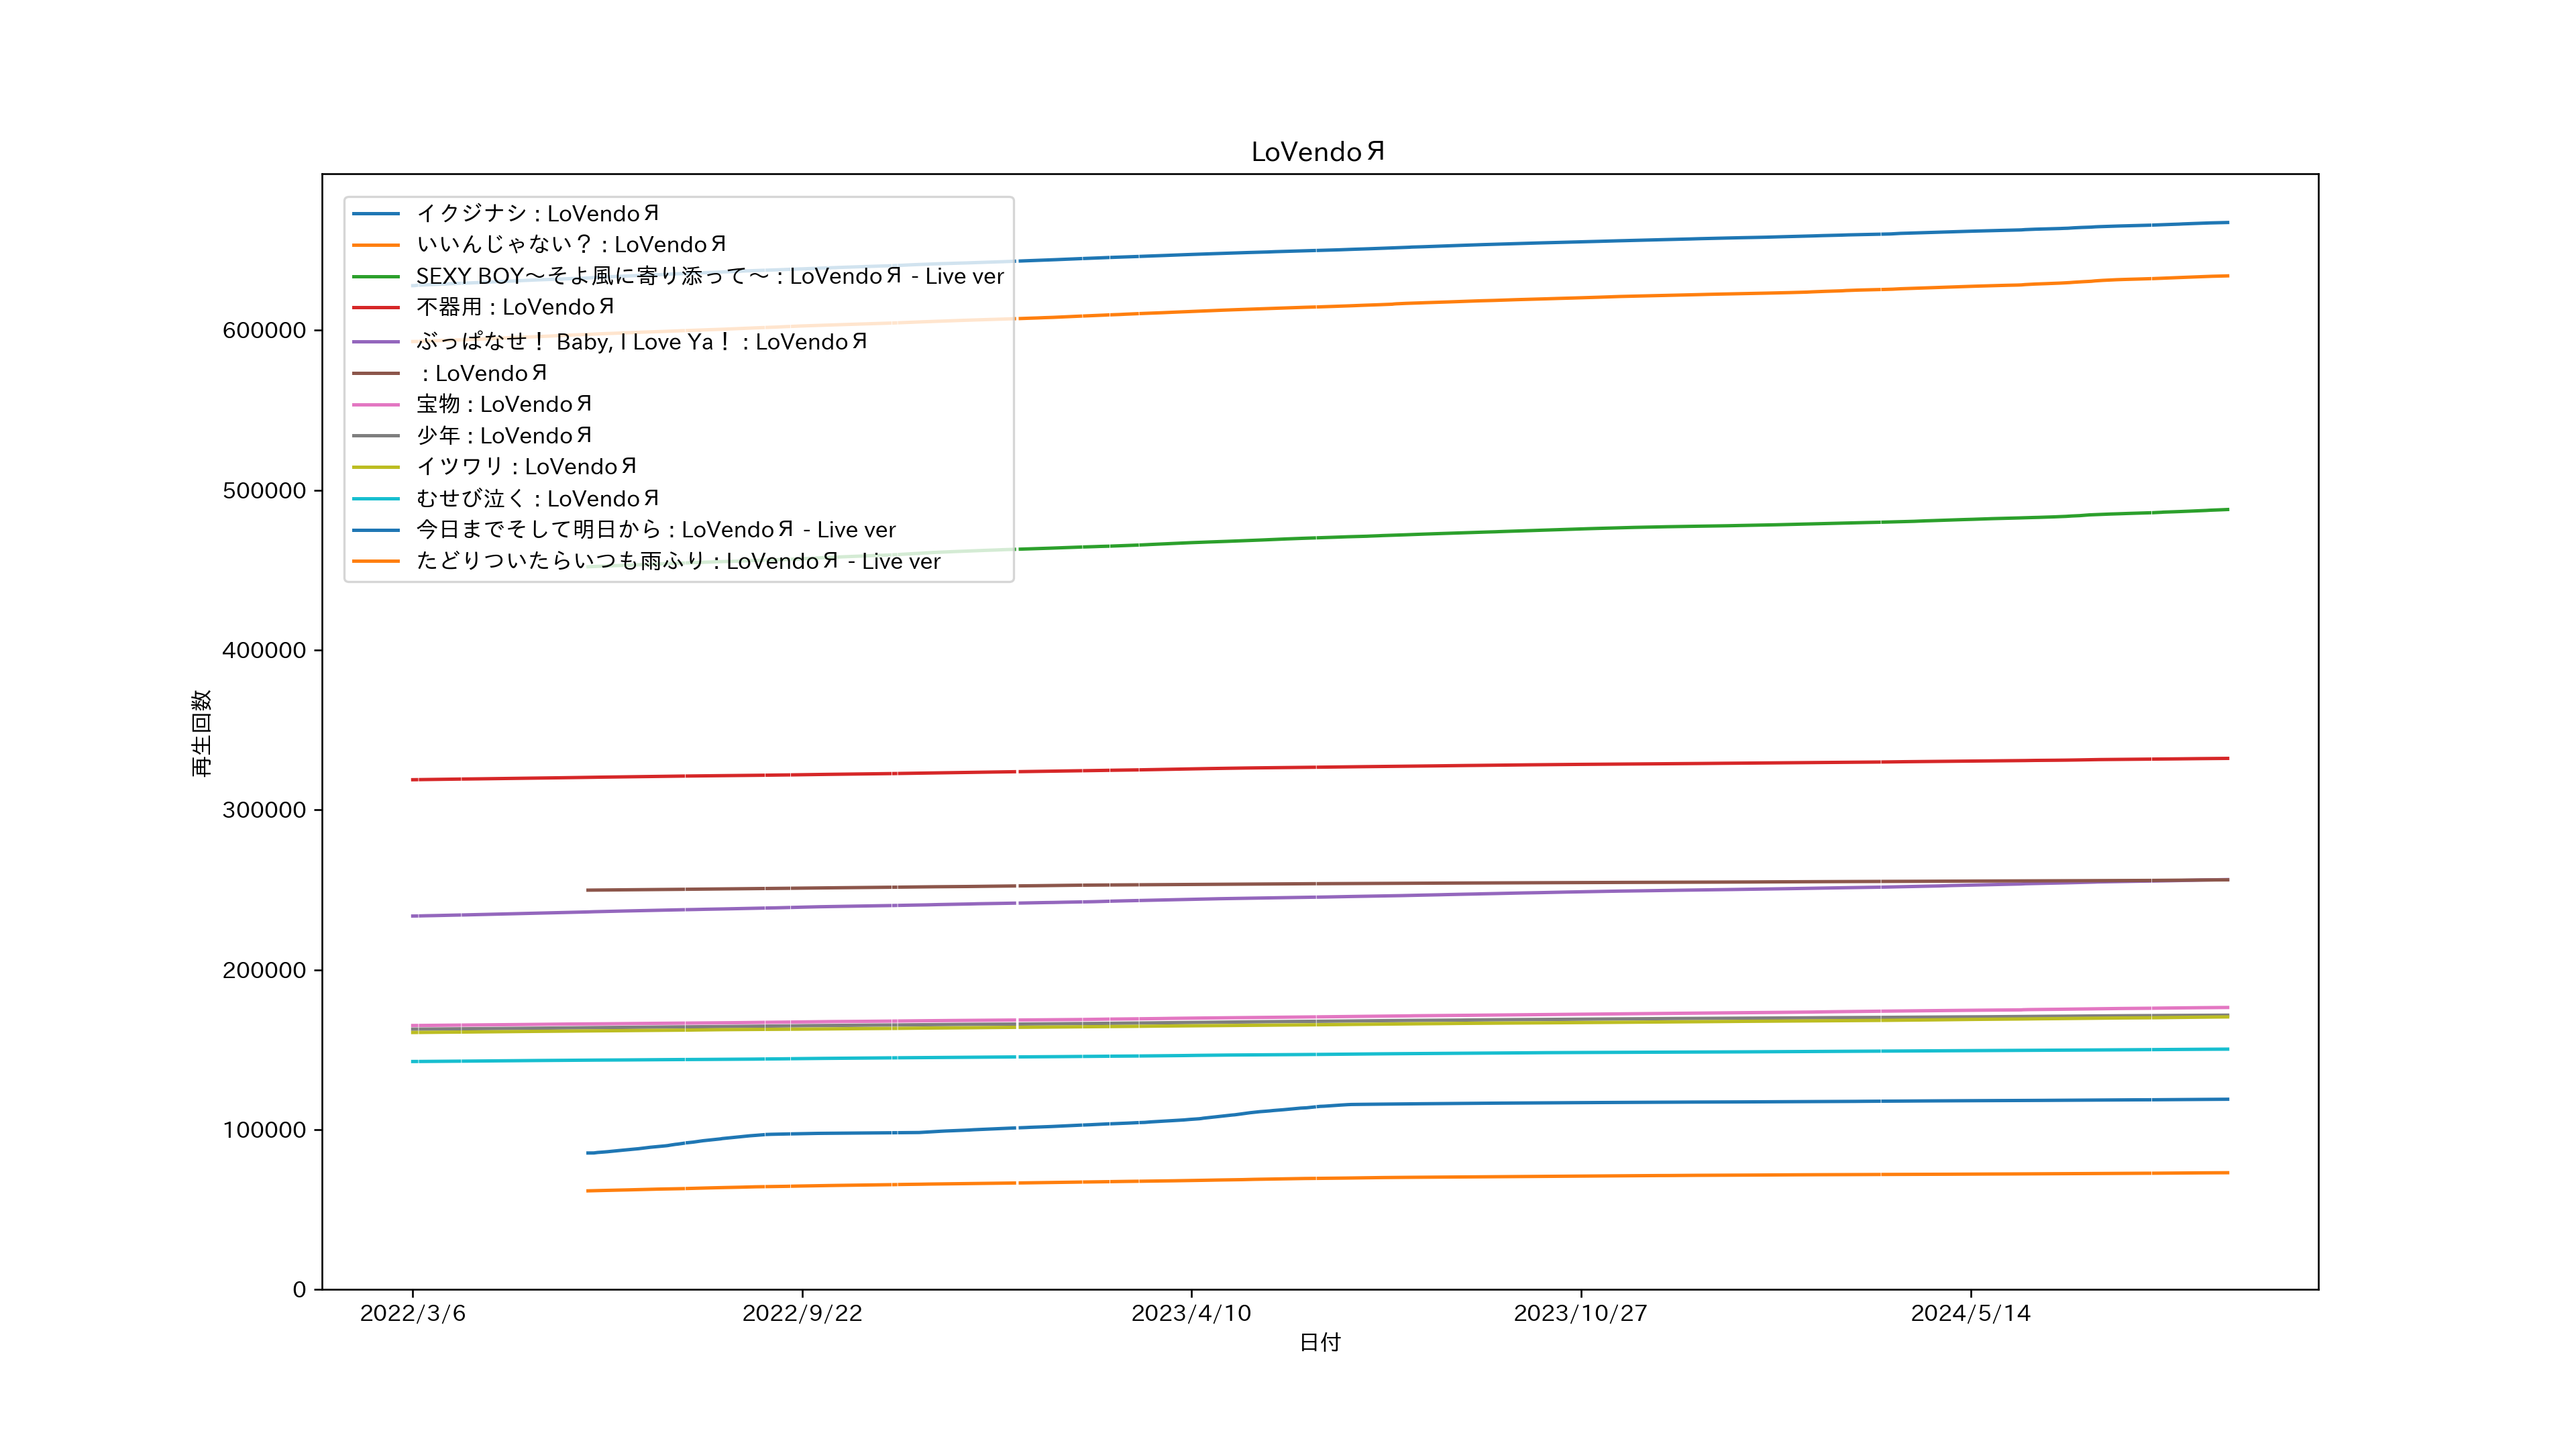 LoVendoЯ
イクジナシ : LoVendoЯ
いいんじゃない？ : LoVendoЯ
SEXY BOY～そよ風に寄り添って～ : LoVendoЯ - Live ver
不器用 : LoVendoЯ
ぶっぱなせ！ Baby, I Love Ya！ : LoVendoЯ
: LoVendoЯ
宝物 : LoVendoЯ
少年 : LoVendoЯ
イツワリ : LoVendoЯ
むせび泣く : LoVendoЯ
今日までそして明日から : LoVendoЯ - Live ver
たどりついたらいつも雨ふり : LoVendoЯ - Live ver
600000
500000
400000
300000
200000
100000
0
再生回数
2022/3/6 2022/9/22 2023/4/10 2023/10/27 2024/5/14
日付